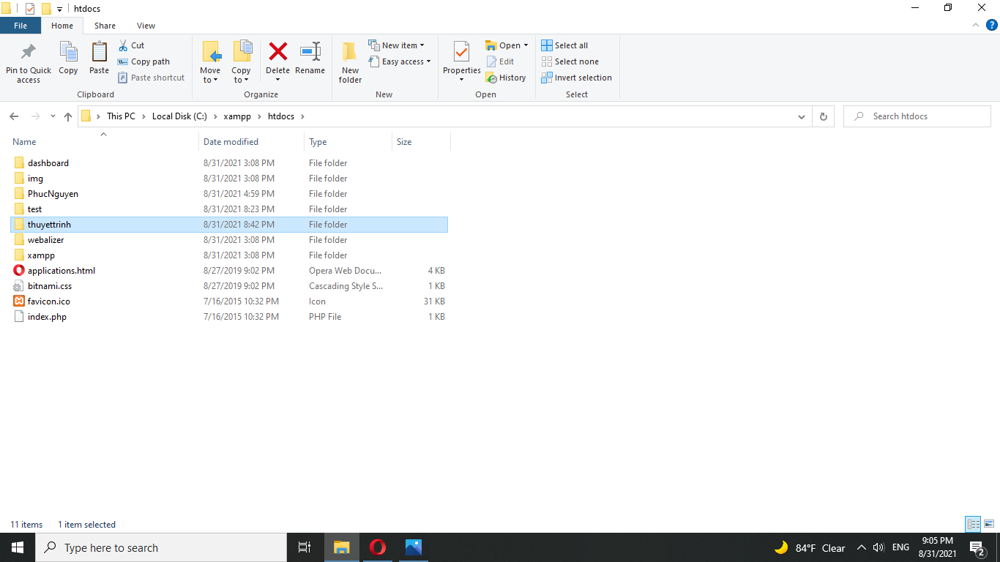 htdocs
File Home Share View
Pin to Quick access
Copy
Paste
Cut
Copy path
Paste shortcut
Clipboard
Move to
Copy to
Delete
Rename
Organize
New folder
New item
Easy access
New
Properties
Open
Edit
History
Open
Select all
Select none
Invert selection
Select
This PC Local Disk (C:) xampp htdocs
Search htdocs
Name Date modified Type Size
dashboard 8/31/2021 3:08 PM File folder
img 8/31/2021 3:08 PM File folder
PhucNguyen 8/31/2021 4:59 PM File folder
test 8/31/2021 8:23 PM File folder
thuyettrinh 8/31/2021 8:42 PM File folder
webalizer 8/31/2021 3:08 PM File folder
xampp 8/31/2021 3:08 PM File folder
applications.html 8/27/2019 9:02 PM Opera Web Docu... 4 KB
bitnami.css 8/27/2019 9:02 PM Cascading Style S... 1 KB
favicon.ico 7/16/2015 10:32 PM Icon 31 KB
index.php 7/16/2015 10:32 PM PHP File 1 KB
11 items 1 item selected
Type here to search
84°F Clear
ENG
9:05 PM
8/31/2021
2